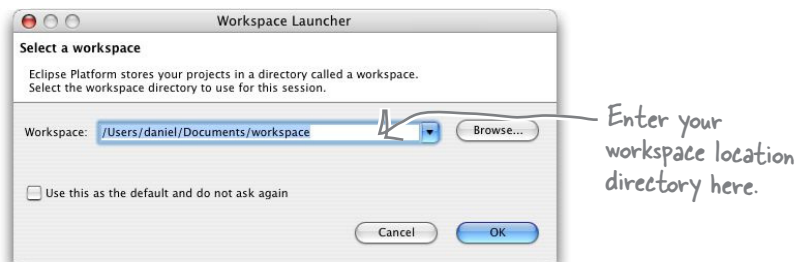 Workspace Launcher
Select a workspace
Eclipse Platform stores your projects in a directory called a workspace.
Select the workspace directory to use for this session.
Workspace: /Users/daniel/Documents/workspace Browse...
Enter your
workspace location
directory here.
Use this as the default and do not ask again
Cancel OK